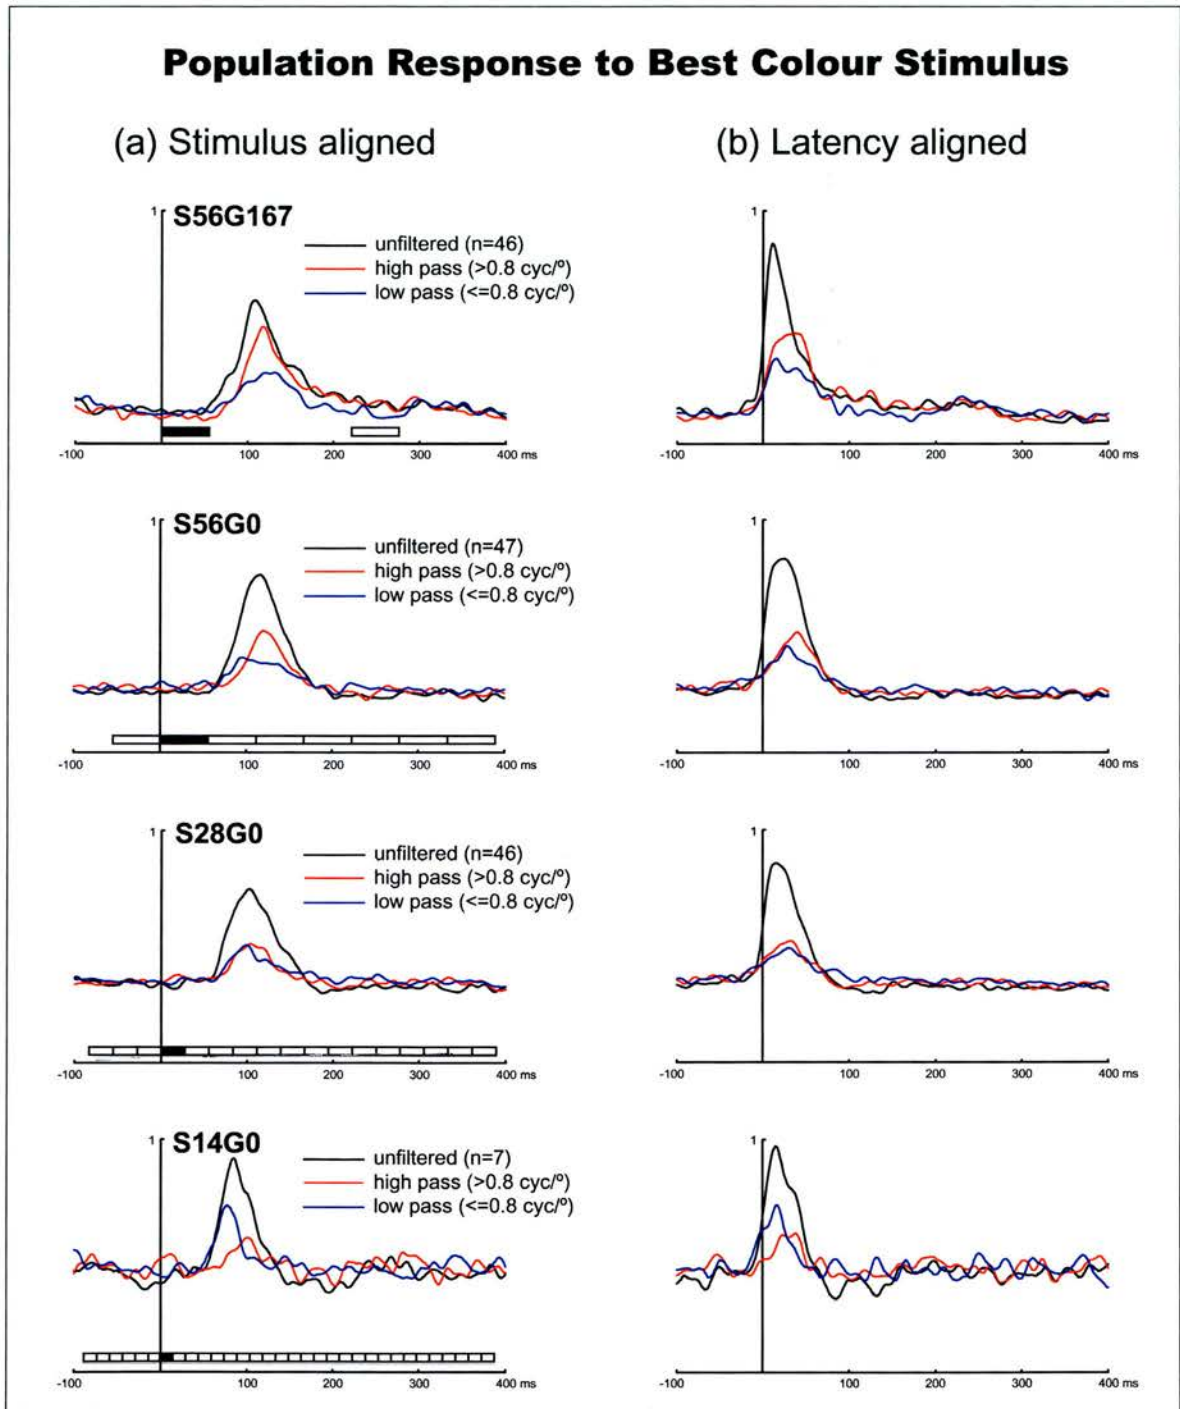 Population Response to Best Colour Stimulus
(a) Stimulus aligned
(b) Latency aligned
1
S56G167
unfiltered (n=46)
high pass (>0.8 cyc/º)
low pass (<=0.8 cyc/º)
-100 100 200 300 400 ms
1
-100 100 200 300 400 ms
1
S56G0
unfiltered (n=47)
high pass (>0.8 cyc/º)
low pass (<=0.8 cyc/º)
-100 100 200 300 400 ms
1
-100 100 200 300 400 ms
1
S28G0
unfiltered (n=46)
high pass (>0.8 cyc/º)
low pass (<=0.8 cyc/º)
-100 100 200 300 400 ms
1
-100 100 200 300 400 ms
1
S14G0
unfiltered (n=7)
high pass (>0.8 cyc/º)
low pass (<=0.8 cyc/º)
-100 100 200 300 400 ms
1
-100 100 200 300 400 ms